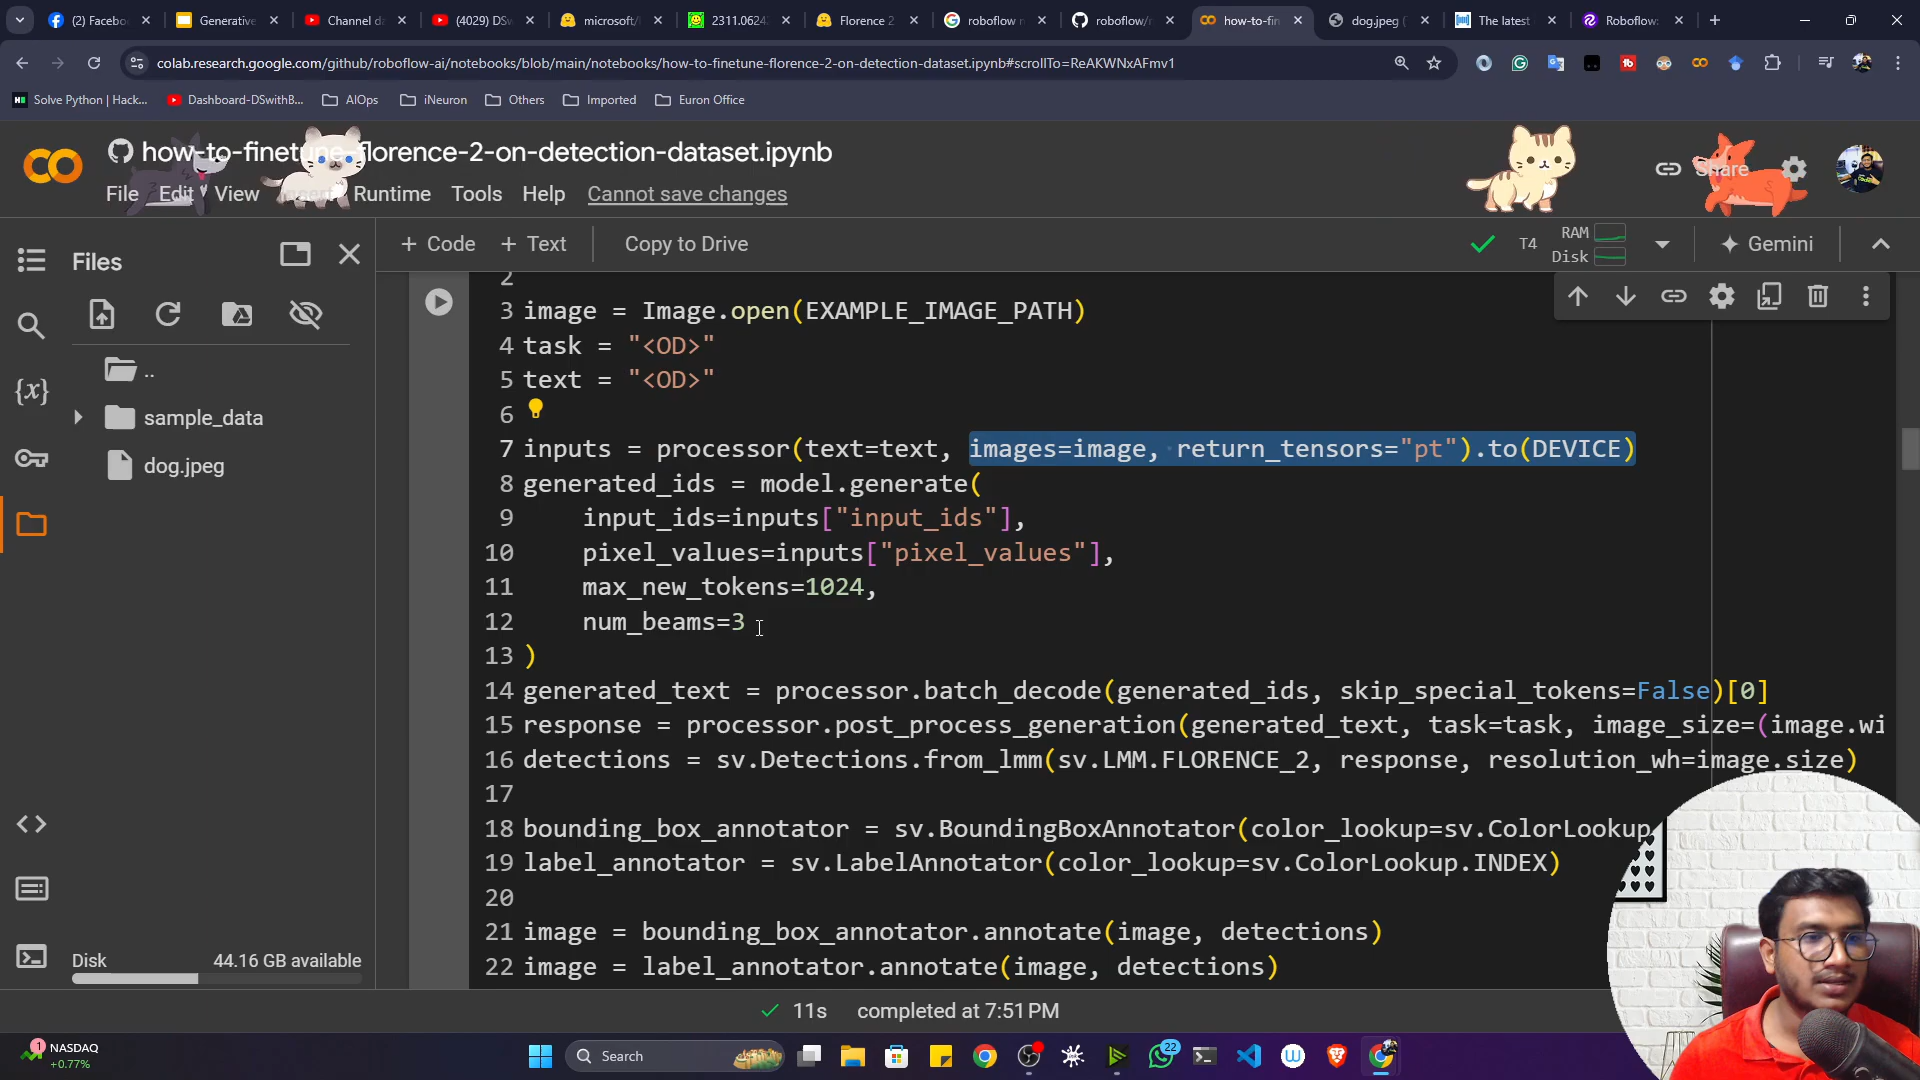 (2) Facebo
Generative
Channel da
(4029) DSw
microsoft/
2311.0624
Florence 2
roboflow n
roboflow/n
how-to-fin
dog.jpeg (
The latest
Roboflow:
colab.research.google.com/github/roboflow-ai/notebooks/blob/main/notebooks/how-to-finetune-florence-2-on-detection-dataset.ipynb#scrollTo=ReAKWNxAFmv1
Solve Python | Hack...
Dashboard-DSwithB...
AIOps
iNeuron
Others
Imported
Euron Office
how-to-finetune-florence-2-on-detection-dataset.ipynb
File Edit View Insert Runtime Tools Help Cannot save changes
Share
+ Code + Text Copy to Drive
T4 RAM Disk Gemini
Files
..
sample_data
dog.jpeg
Disk 44.16 GB available
2
3 image = Image.open(EXAMPLE_IMAGE_PATH)
4 task = "<OD>"
5 text = "<OD>"
6
7 inputs = processor(text=text, images=image, return_tensors="pt").to(DEVICE)
8 generated_ids = model.generate(
9 input_ids=inputs["input_ids"],
10 pixel_values=inputs["pixel_values"],
11 max_new_tokens=1024,
12 num_beams=3
13 )
14 generated_text = processor.batch_decode(generated_ids, skip_special_tokens=False)[0]
15 response = processor.post_process_generation(generated_text, task=task, image_size=(image.wi
16 detections = sv.Detections.from_lmm(sv.LMM.FLORENCE_2, response, resolution_wh=image.size)
17
18 bounding_box_annotator = sv.BoundingBoxAnnotator(color_lookup=sv.ColorLookup
19 label_annotator = sv.LabelAnnotator(color_lookup=sv.ColorLookup.INDEX)
20
21 image = bounding_box_annotator.annotate(image, detections)
22 image = label_annotator.annotate(image, detections)
11s completed at 7:51 PM
1
NASDAQ
+0.77%
Search
22